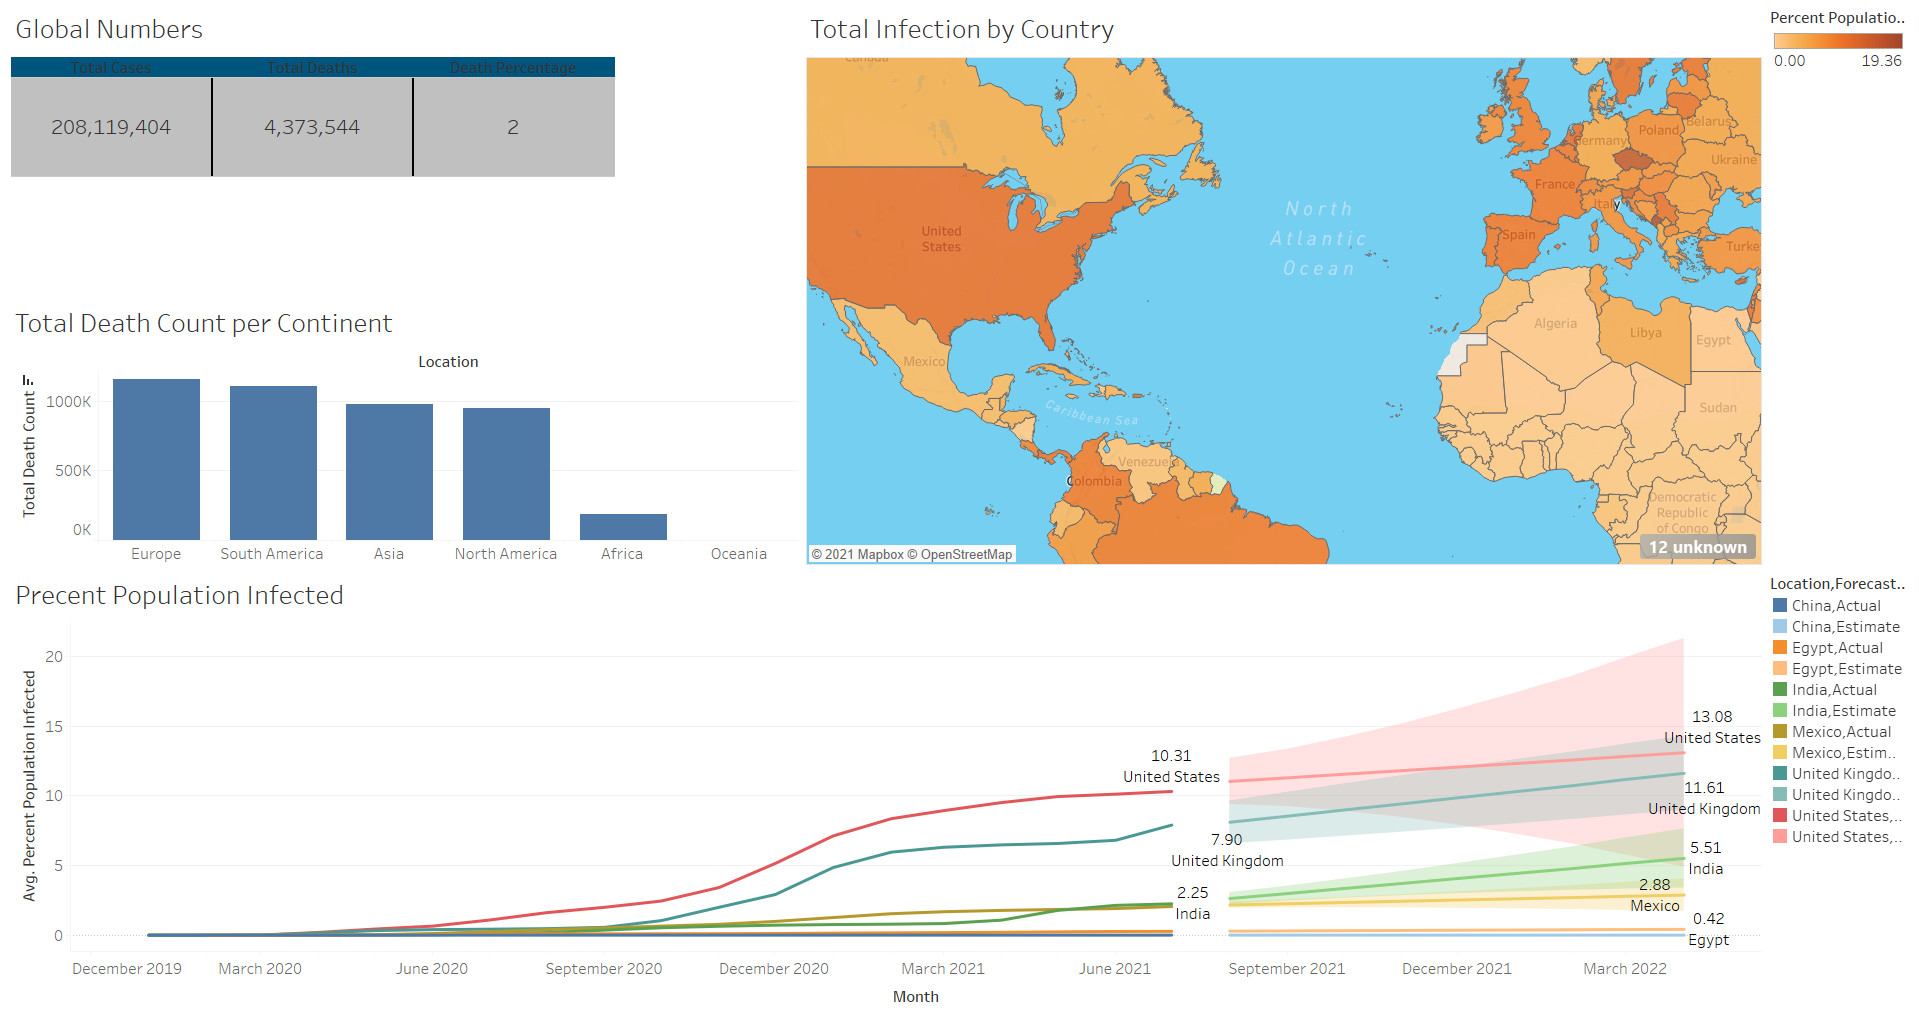 Global Numbers
Total Cases Total Deaths Death Percentage
208,119,404 4,373,544 2
Total Death Count per Continent
Location
Total Death Count
1000K
500K
0K
Europe South America Asia North America Africa Oceania
Total Infection by Country
Canada
United
States
Mexico
North
Atlantic
Ocean
Caribbean Sea
Venezuela
Colombia
Belarus
Poland
Germany
Ukraine
France
Italy
Spain
Turke
Algeria
Libya
Egypt
Sudan
Democratic
Republic
of Congo
12 unknown
© 2021 Mapbox © OpenStreetMap
Percent Populatio..
0.00 19.36
Precent Population Infected
Avg. Percent Population Infected
20
15
10
5
0
10.31
United States
7.90
United Kingdom
2.25
India
13.08
United States
11.61
United Kingdom
5.51
India
2.88
Mexico
0.42
Egypt
December 2019 March 2020 June 2020 September 2020 December 2020 March 2021 June 2021 September 2021 December 2021 March 2022
Month
Location,Forecast..
China,Actual
China,Estimate
Egypt,Actual
Egypt,Estimate
India,Actual
India,Estimate
Mexico,Actual
Mexico,Estim..
United Kingdo..
United Kingdo..
United States,..
United States,..